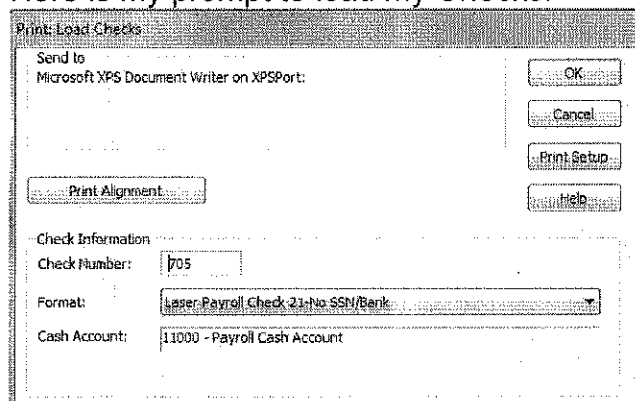 Print: Load Checks
Send to
Microsoft XPS Document Writer on XPSPort:
OK
Cancel
Print Setup
Print Alignment
Help
Check Information
Check Number: 705
Format: Laser Payroll Check 21-No SSN/Bank
Cash Account: 11000 - Payroll Cash Account